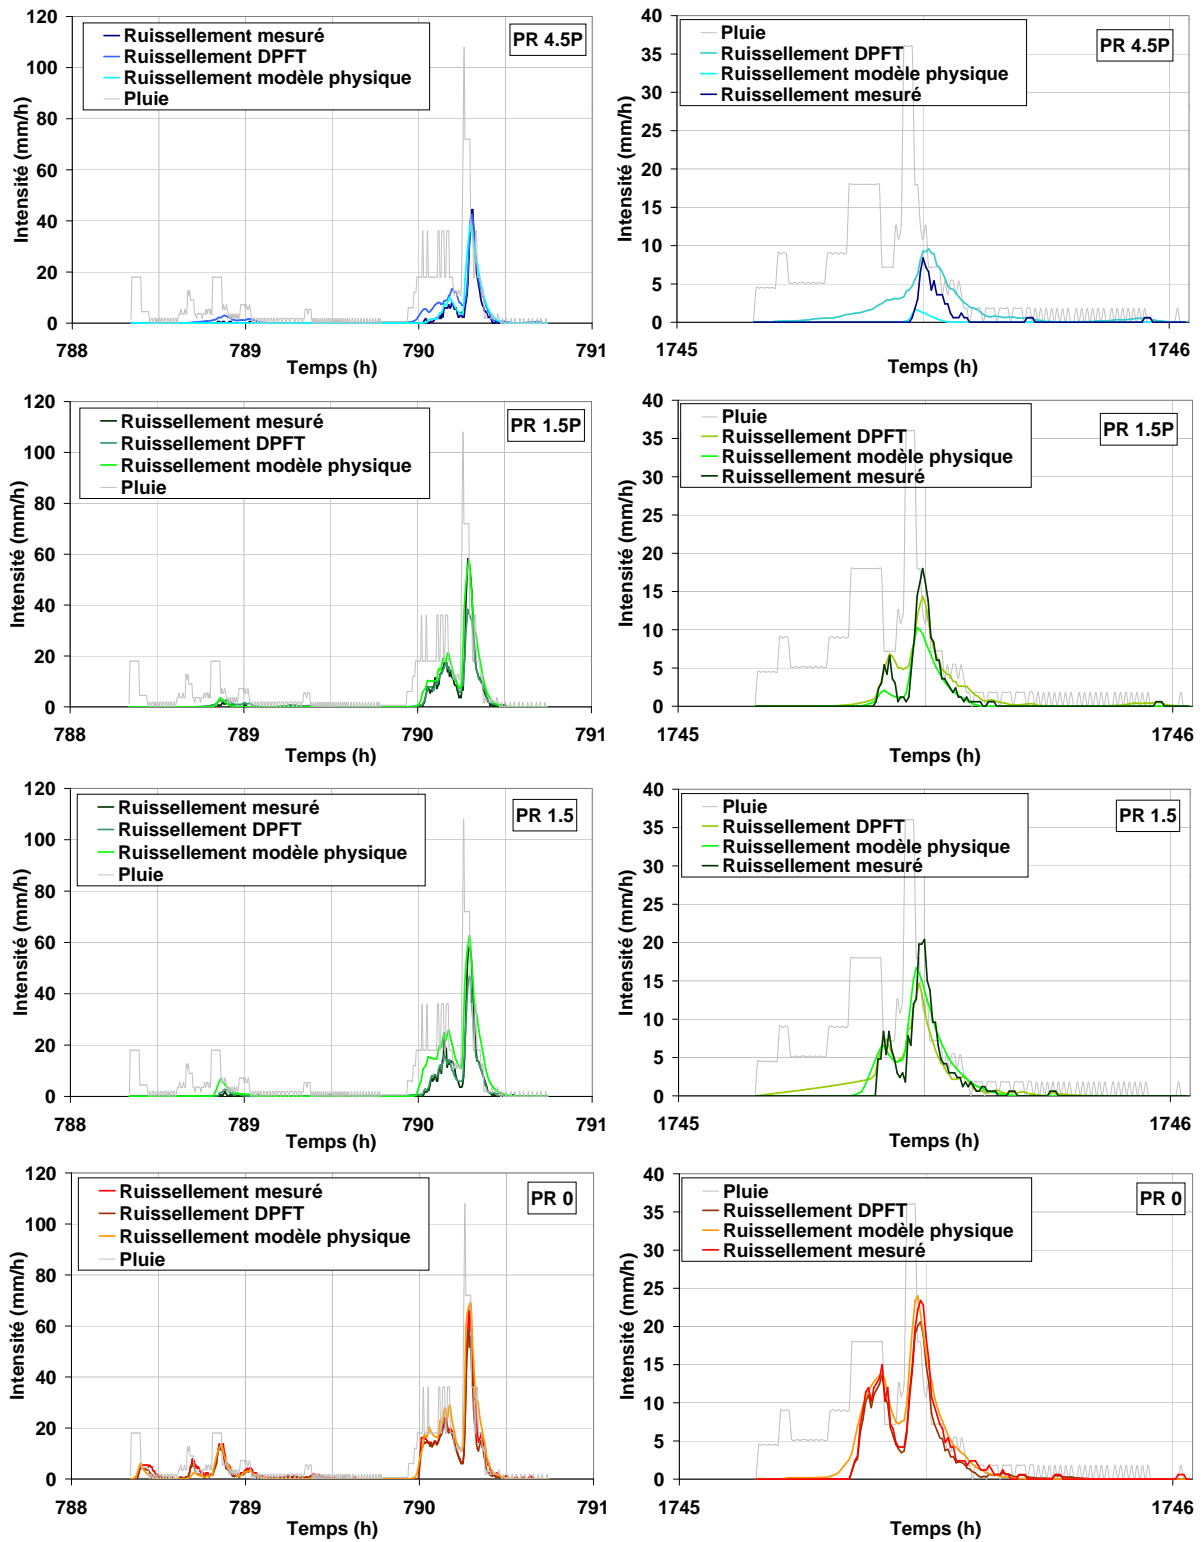 Ruissellement mesuré
Ruissellement DPFT
Ruissellement modèle physique
Pluie
PR 4.5P
Intensité (mm/h)
120
100
80
60
40
20
0
788
789
790
791
Temps (h)
Pluie
Ruissellement DPFT
Ruissellement modèle physique
Ruissellement mesuré
PR 4.5P
Intensité (mm/h)
40
35
30
25
20
15
10
5
0
1745
1746
Temps (h)
Ruissellement mesuré
Ruissellement DPFT
Ruissellement modèle physique
Pluie
PR 1.5P
Intensité (mm/h)
120
100
80
60
40
20
0
788
789
790
791
Temps (h)
Pluie
Ruissellement DPFT
Ruissellement modèle physique
Ruissellement mesuré
PR 1.5P
Intensité (mm/h)
40
35
30
25
20
15
10
5
0
1745
1746
Temps (h)
Ruissellement mesuré
Ruissellement DPFT
Ruissellement modèle physique
Pluie
PR 1.5
Intensité (mm/h)
120
100
80
60
40
20
0
788
789
790
791
Temps (h)
Pluie
Ruissellement DPFT
Ruissellement modèle physique
Ruissellement mesuré
PR 1.5
Intensité (mm/h)
40
35
30
25
20
15
10
5
0
1745
1746
Temps (h)
Ruissellement mesuré
Ruissellement DPFT
Ruissellement modèle physique
Pluie
PR 0
Intensité (mm/h)
120
100
80
60
40
20
0
788
789
790
791
Temps (h)
Pluie
Ruissellement DPFT
Ruissellement modèle physique
Ruissellement mesuré
PR 0
Intensité (mm/h)
40
35
30
25
20
15
10
5
0
1745
1746
Temps (h)